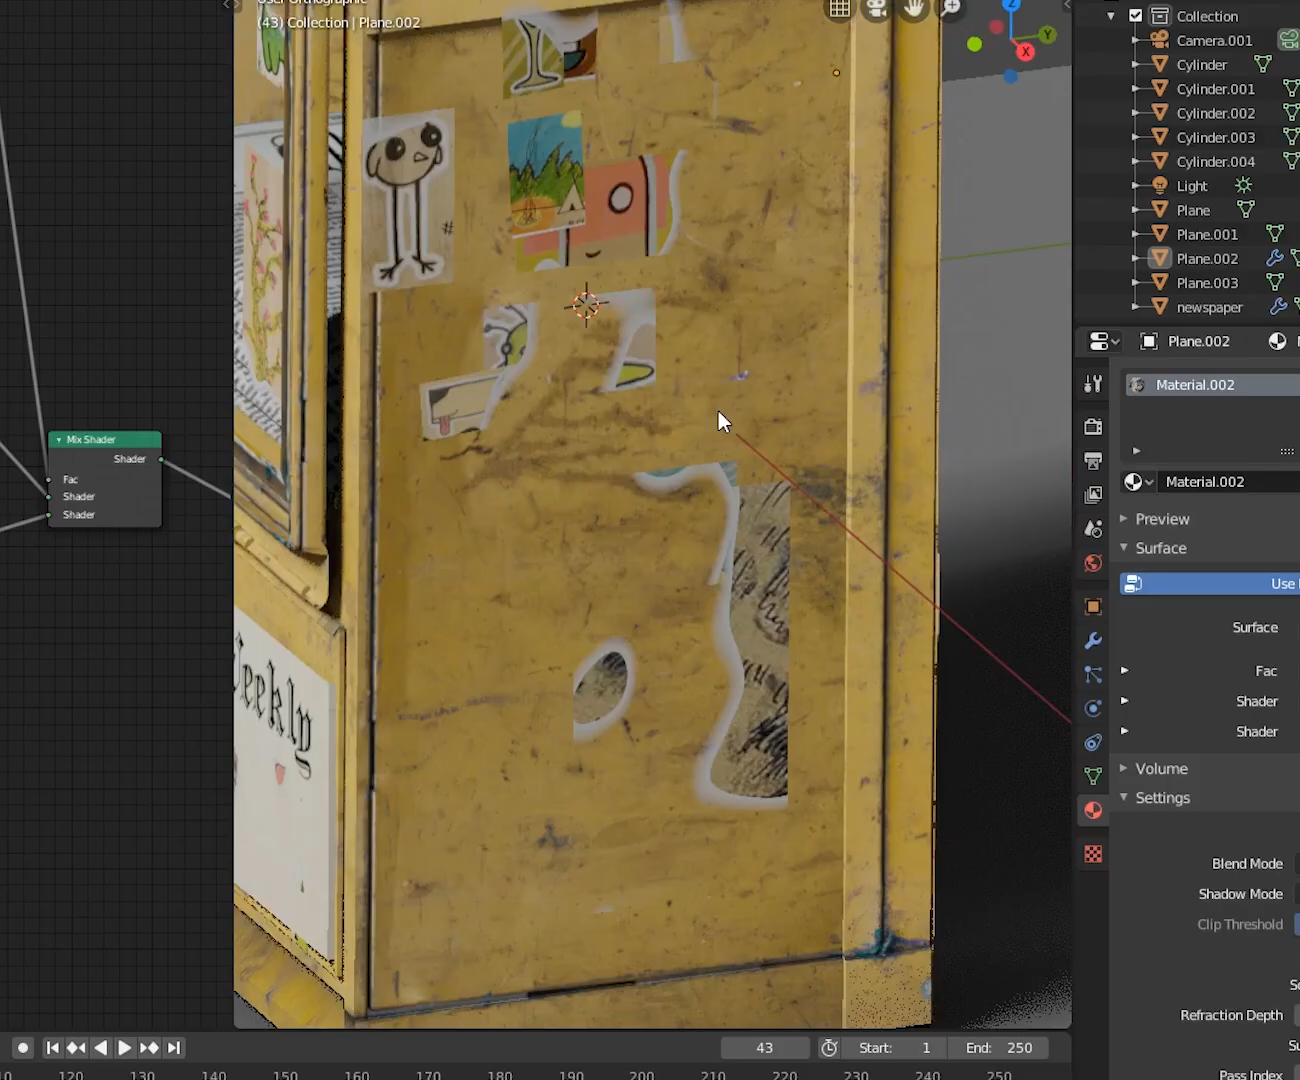 (43) Collection | Plane.002
Collection
Camera.001
Cylinder
Cylinder.001
Cylinder.002
Cylinder.003
Cylinder.004
Light
Plane
Plane.001
Plane.002
Plane.003
newspaper
Plane.002
Material.002
Material.002
Preview
Surface
Use
Surface
Fac
Shader
Shader
Volume
Settings
Blend Mode
Shadow Mode
Clip Threshold
Refraction Depth
Pass Index
Mix Shader
Shader
Fac
Shader
Shader
#
Weekly
X
Y
Z
43
Start: 1
End: 250
120 130 140 150 160 170 180 190 200 210 220 230 240 250